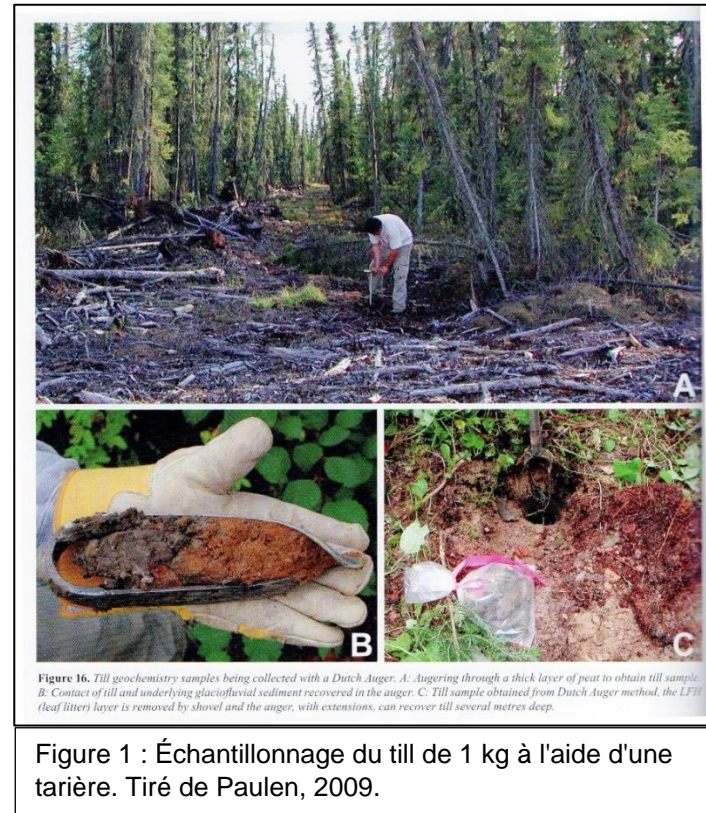 A
B
C
Figure 16. Till geochemistry samples being collected with a Dutch Auger. A: Augering through a thick layer of peat to obtain till sample.
B: Contact of till and underlying glaciofluvial sediment recovered in the auger. C: Till sample obtained from Dutch Auger method, the LFH
(leaf litter) layer is removed by shovel and the auger, with extensions, can recover till several metres deep.
Figure 1 : Échantillonnage du till de 1 kg à l'aide d'une
tarière. Tiré de Paulen, 2009.